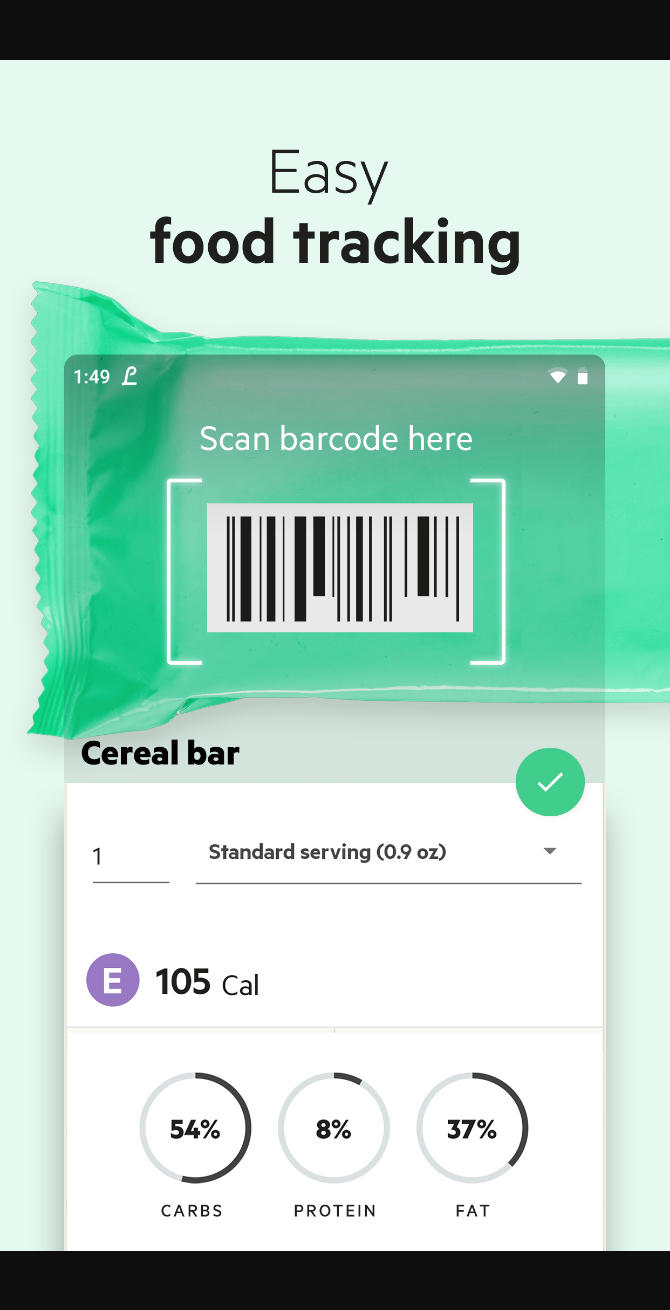 Easy
food tracking
1:49 ℒ
Scan barcode here
Cereal bar
1 Standard serving (0.9 oz)
E 105 Cal
54% 8% 37%
CARBS PROTEIN FAT